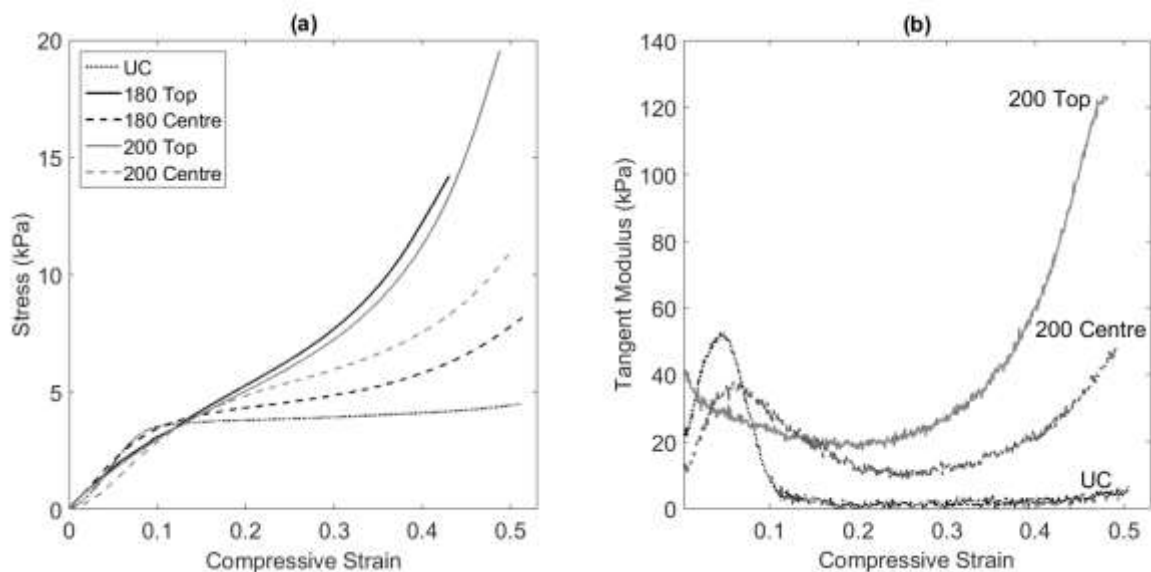 (a)
Stress (kPa)
20
15
10
5
0
UC
180 Top
180 Centre
200 Top
200 Centre
0 0.1 0.2 0.3 0.4 0.5
Compressive Strain
(b)
Tangent Modulus (kPa)
140
120
100
80
60
40
20
0
200 Top
200 Centre
UC
0.1 0.2 0.3 0.4 0.5
Compressive Strain